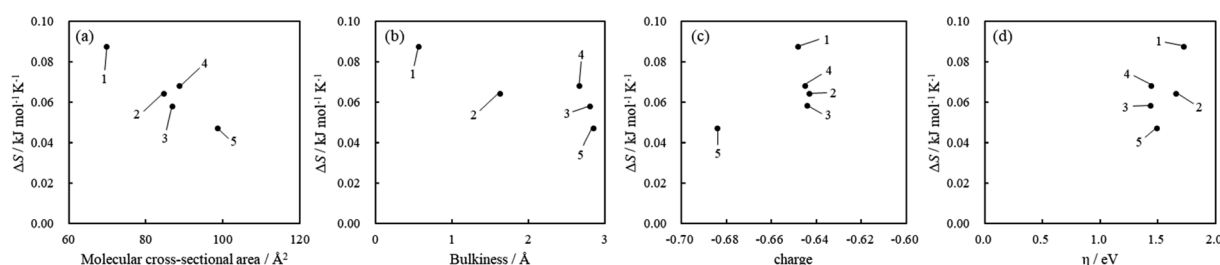 (a)
ΔS / kJ mol⁻¹ K⁻¹
0.10
0.08
0.06
0.04
0.02
0.00
1
2
3
4
5
60 80 100 120
Molecular cross-sectional area / Å²
(b)
ΔS / kJ mol⁻¹ K⁻¹
0.10
0.08
0.06
0.04
0.02
0.00
1
2
4
3
5
0 1 2 3
Bulkiness / Å
(c)
ΔS / kJ mol⁻¹ K⁻¹
0.10
0.08
0.06
0.04
0.02
0.00
1
4
2
3
5
-0.70 -0.68 -0.66 -0.64 -0.62 -0.60
charge
(d)
ΔS / kJ mol⁻¹ K⁻¹
0.10
0.08
0.06
0.04
0.02
0.00
1
4
3
2
5
0.0 0.5 1.0 1.5 2.0
η / eV